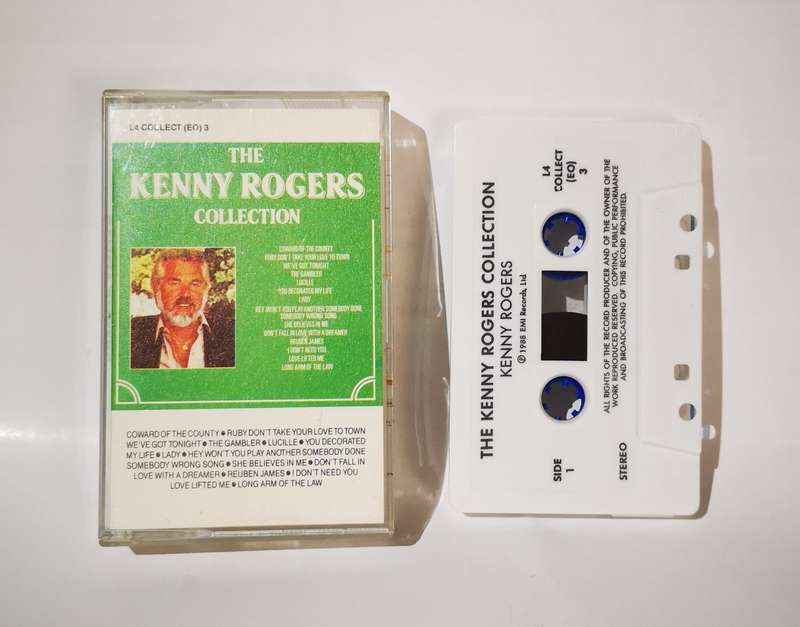 L4 COLLECT (EO) 3
THE
KENNY ROGERS
COLLECTION
COWARD OF THE COUNTY
RUBY DON'T TAKE YOUR LOVE TO TOWN
WE'VE GOT TONIGHT
THE GAMBLER
LUCILLE
YOU DECORATED MY LIFE
LADY
HEY WON'T YOU PLAY ANOTHER SOMEBODY DONE
SOMEBODY WRONG SONG
SHE BELIEVES IN ME
DON'T FALL IN LOVE WITH A DREAMER
REUBEN JAMES
I DON'T NEED YOU
LOVE LIFTED ME
LONG ARM OF THE LAW
COWARD OF THE COUNTY ● RUBY DON'T TAKE YOUR LOVE TO TOWN
WE'VE GOT TONIGHT ● THE GAMBLER ● LUCILLE ● YOU DECORATED
MY LIFE ● LADY ● HEY WON'T YOU PLAY ANOTHER SOMEBODY DONE
SOMEBODY WRONG SONG ● SHE BELIEVES IN ME ● DON'T FALL IN
LOVE WITH A DREAMER ● REUBEN JAMES ● I DON'T NEED YOU
LOVE LIFTED ME ● LONG ARM OF THE LAW
THE KENNY ROGERS COLLECTION
KENNY ROGERS
℗ 1988 EMI Records, Ltd
SIDE
1
L4
COLLECT
(EO)
3
STEREO
ALL RIGHTS OF THE RECORD PRODUCER AND OF THE OWNER OF THE
WORK REPRODUCED RESERVED. COPYING, PUBLIC PERFORMANCE
AND BROADCASTING OF THIS RECORD PROHIBITED.